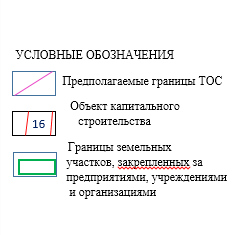 УСЛОВНЫЕ ОБОЗНАЧЕНИЯ
Предполагаемые границы ТОС
Объект капитального
строительства
16
Границы земельных
участков, закрепленных за
предприятиями, учреждениями
и организациями